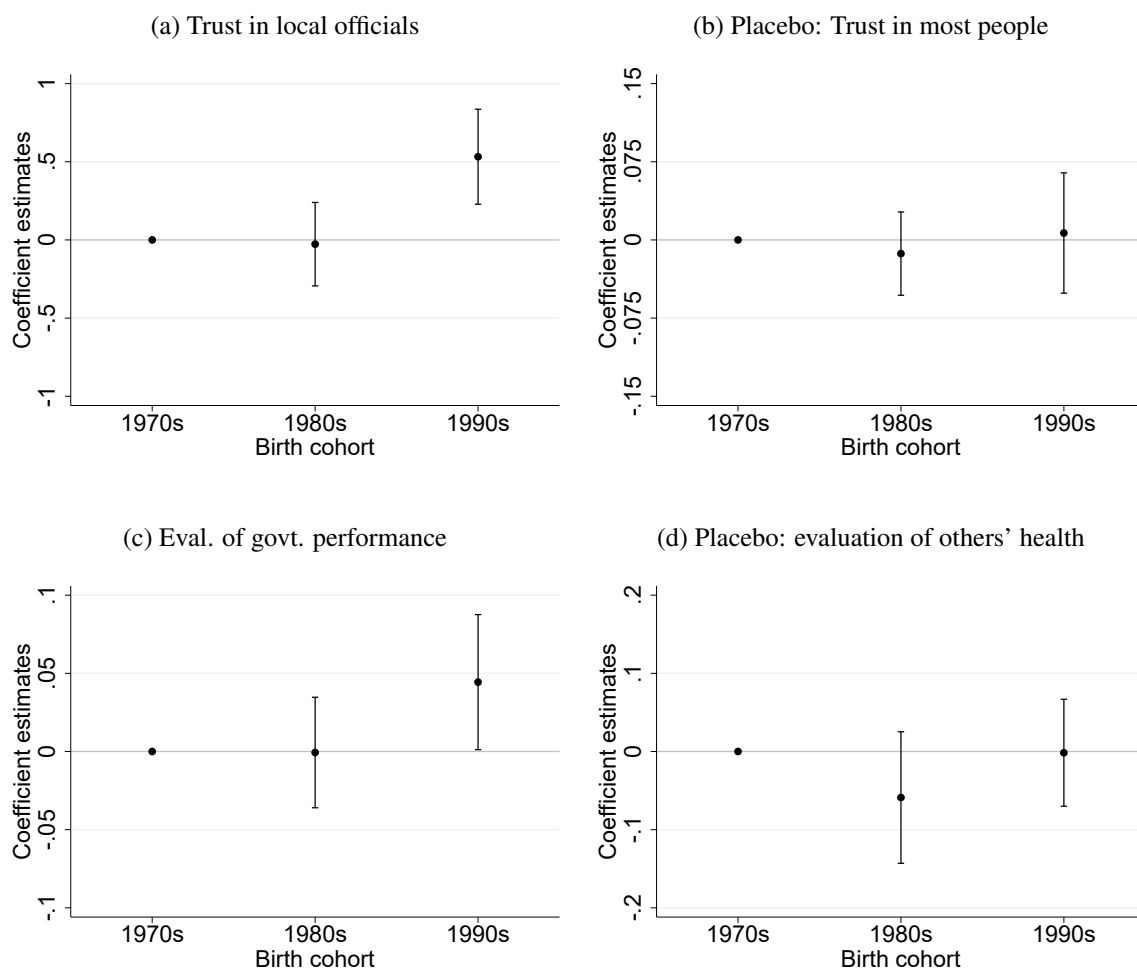 (a) Trust in local officials
Coefficient estimates
1
.5
0
-.5
-1
1970s 1980s 1990s
Birth cohort
(b) Placebo: Trust in most people
Coefficient estimates
.15
.075
0
-.075
-.15
1970s 1980s 1990s
Birth cohort
(c) Eval. of govt. performance
Coefficient estimates
.1
.05
0
-.05
-.1
1970s 1980s 1990s
Birth cohort
(d) Placebo: evaluation of others’ health
Coefficient estimates
.2
.1
0
-.1
-.2
1970s 1980s 1990s
Birth cohort